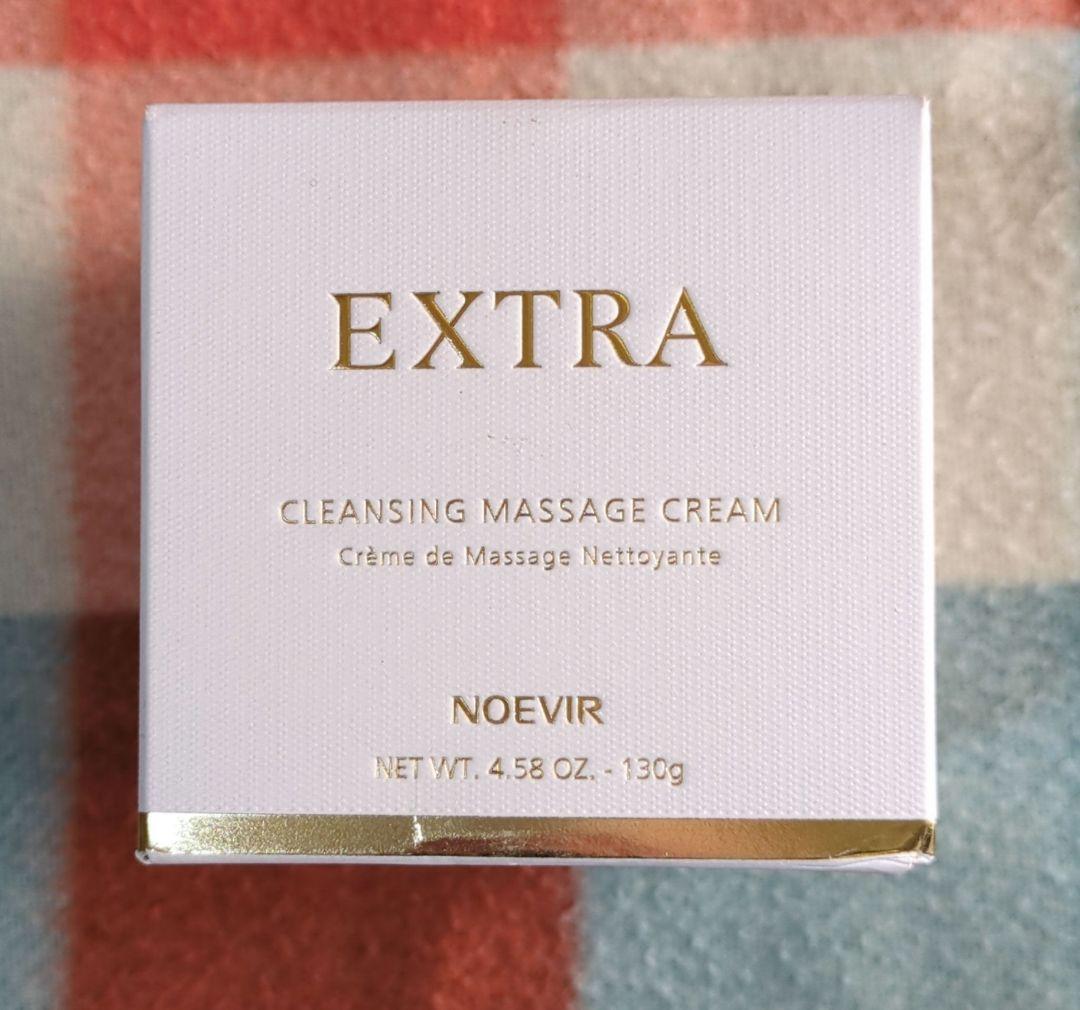 EXTRA
CLEANSING MASSAGE CREAM
Crème de Massage Nettoyante
NOEVIR
NET WT. 4.58 OZ. - 130g